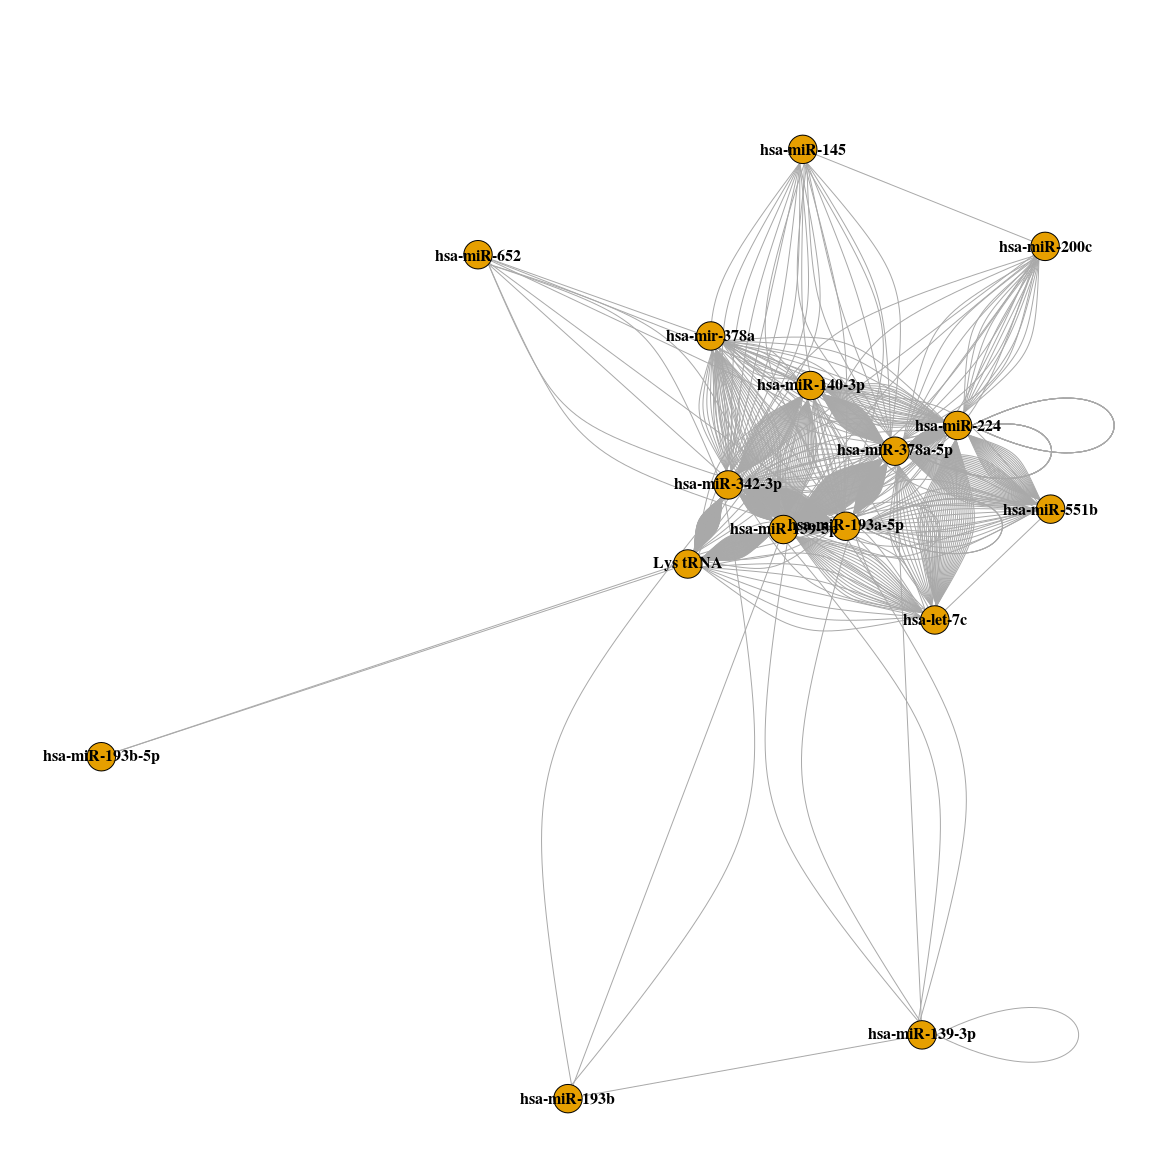 hsa-miR-145
hsa-miR-200c
hsa-miR-652
hsa-mir-378a
hsa-miR-140-3p
hsa-miR-224
hsa-miR-378a-5p
hsa-miR-342-3p
hsa-miR-551b
hsa-miR-139-5p
hsa-miR-193a-5p
Lys tRNA
hsa-let-7c
hsa-miR-193b-5p
hsa-miR-139-3p
hsa-miR-193b